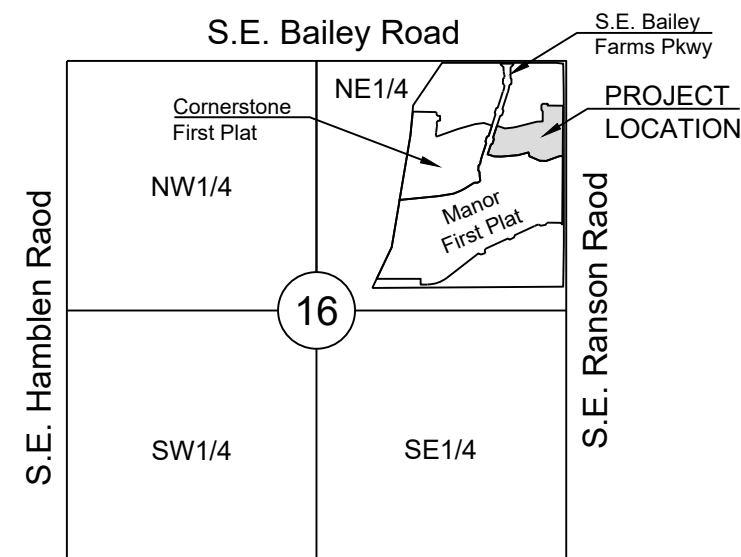 S.E. Bailey Road
S.E. Bailey
Farms Pkwy
NE1/4
PROJECT
LOCATION
Cornerstone
First Plat
NW1/4
Manor
First Plat
S.E. Hamblen Raod
S.E. Ranson Raod
16
SW1/4
SE1/4